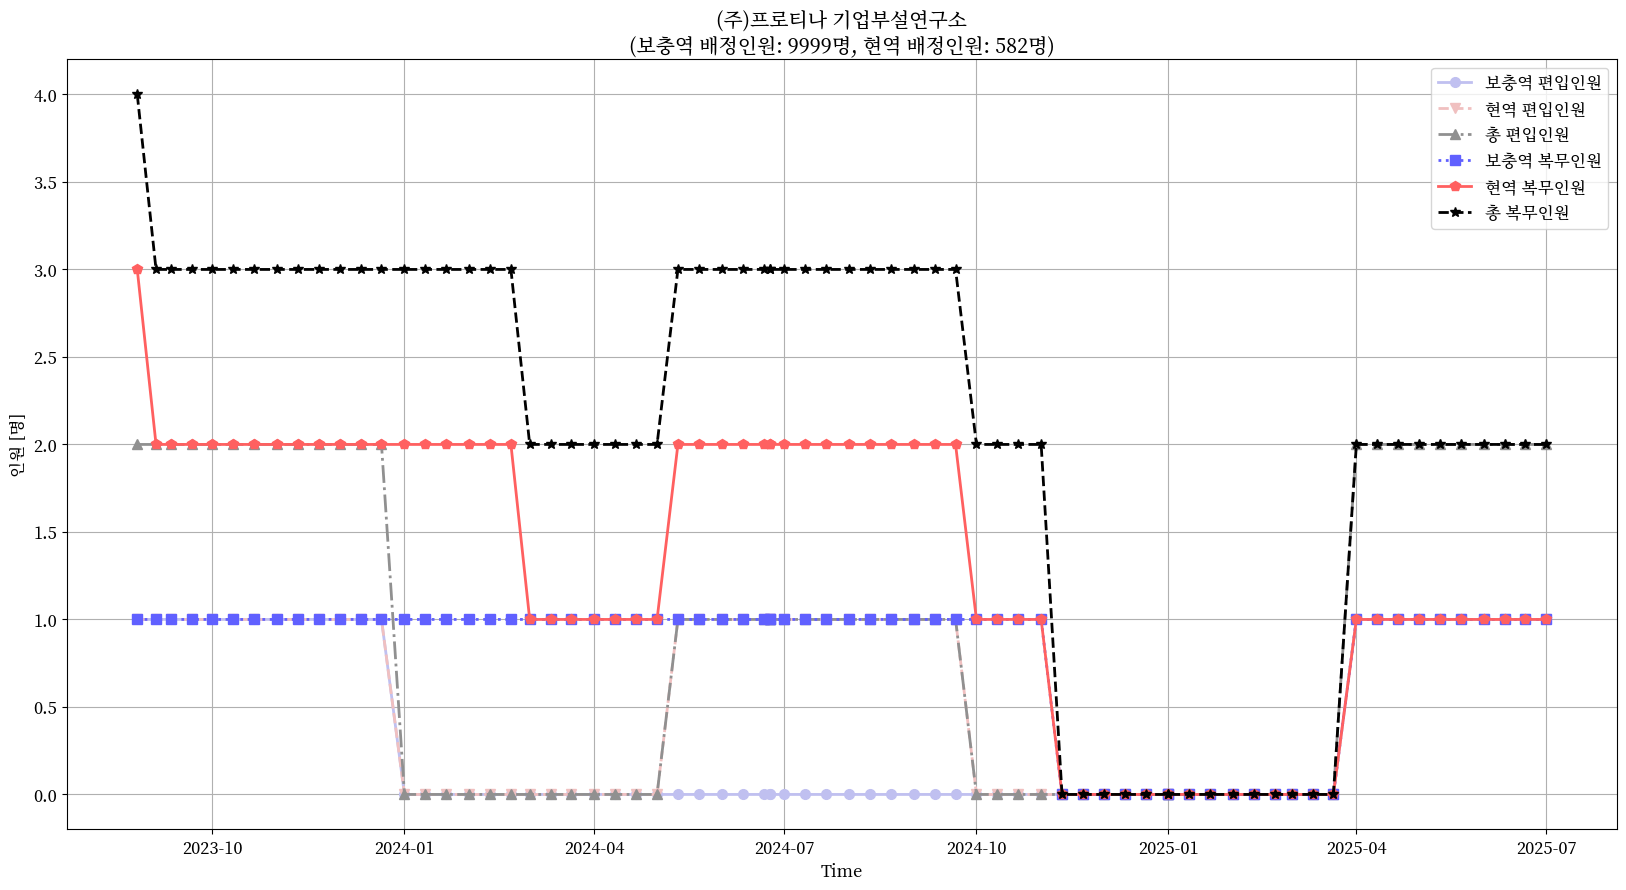 (주)프로티나 기업부설연구소
(보충역 배정인원: 9999명, 현역 배정인원: 582명)
보충역 편입인원
현역 편입인원
총 편입인원
보충역 복무인원
현역 복무인원
총 복무인원
인원 [명]
4.0
3.5
3.0
2.5
2.0
1.5
1.0
0.5
0.0
2023-10 2024-01 2024-04 2024-07 2024-10 2025-01 2025-04 2025-07
Time